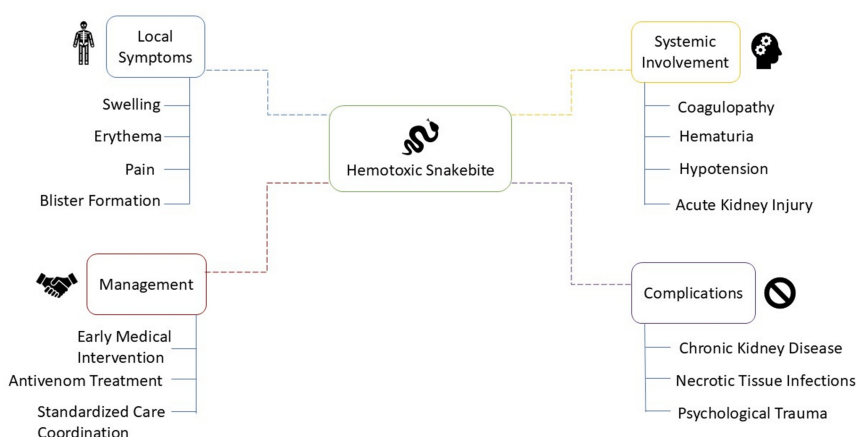 Local
Symptoms
Swelling
Erythema
Pain
Blister Formation
Hemotoxic Snakebite
Systemic
Involvement
Coagulopathy
Hematuria
Hypotension
Acute Kidney Injury
Management
Early Medical
Intervention
Antivenom Treatment
Standardized Care
Coordination
Complications
Chronic Kidney Disease
Necrotic Tissue Infections
Psychological Trauma